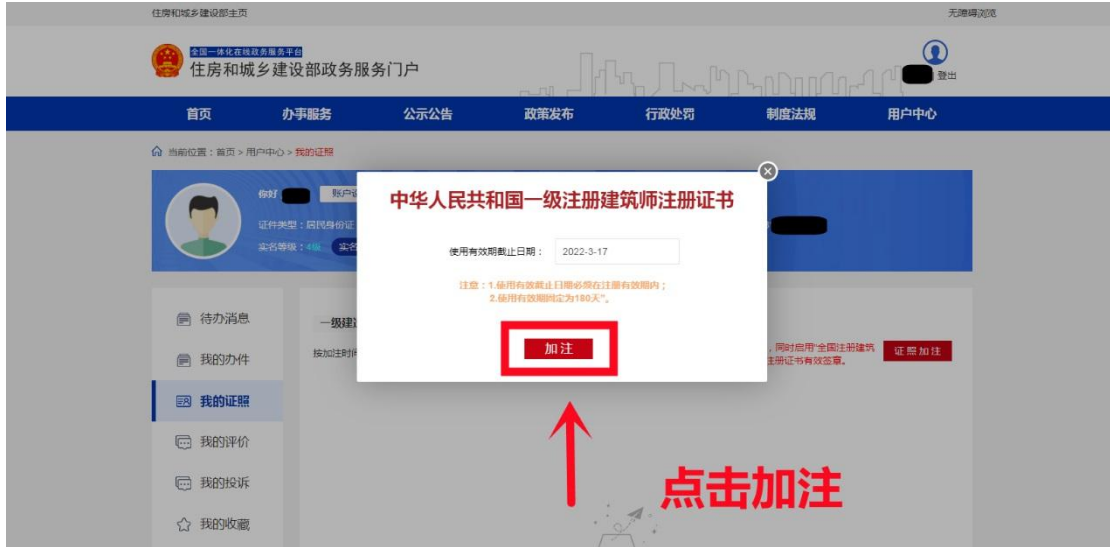 住房和城乡建设部主页
无障碍浏览
全国一体化在线政务服务平台
住房和城乡建设部政务服务门户
登出
首页 办事服务 公示公告 政策发布 行政处罚 制度法规 用户中心
当前位置：首页 > 用户中心 > 我的证照
你好 账户
证件类型：居民身份证
实名等级：4级 实名
中华人民共和国一级注册建筑师注册证书
使用有效期截止日期： 2022-3-17
注意：1.使用有效截止日期必须在注册有效期内；
2.使用有效期固定为180天"。
加注
待办消息
我的办件
我的证照
我的评价
我的投诉
我的收藏
一级建
按加注时间
，同时启用"全国注册建筑
注册证书有效签章。
证照加注
点击加注